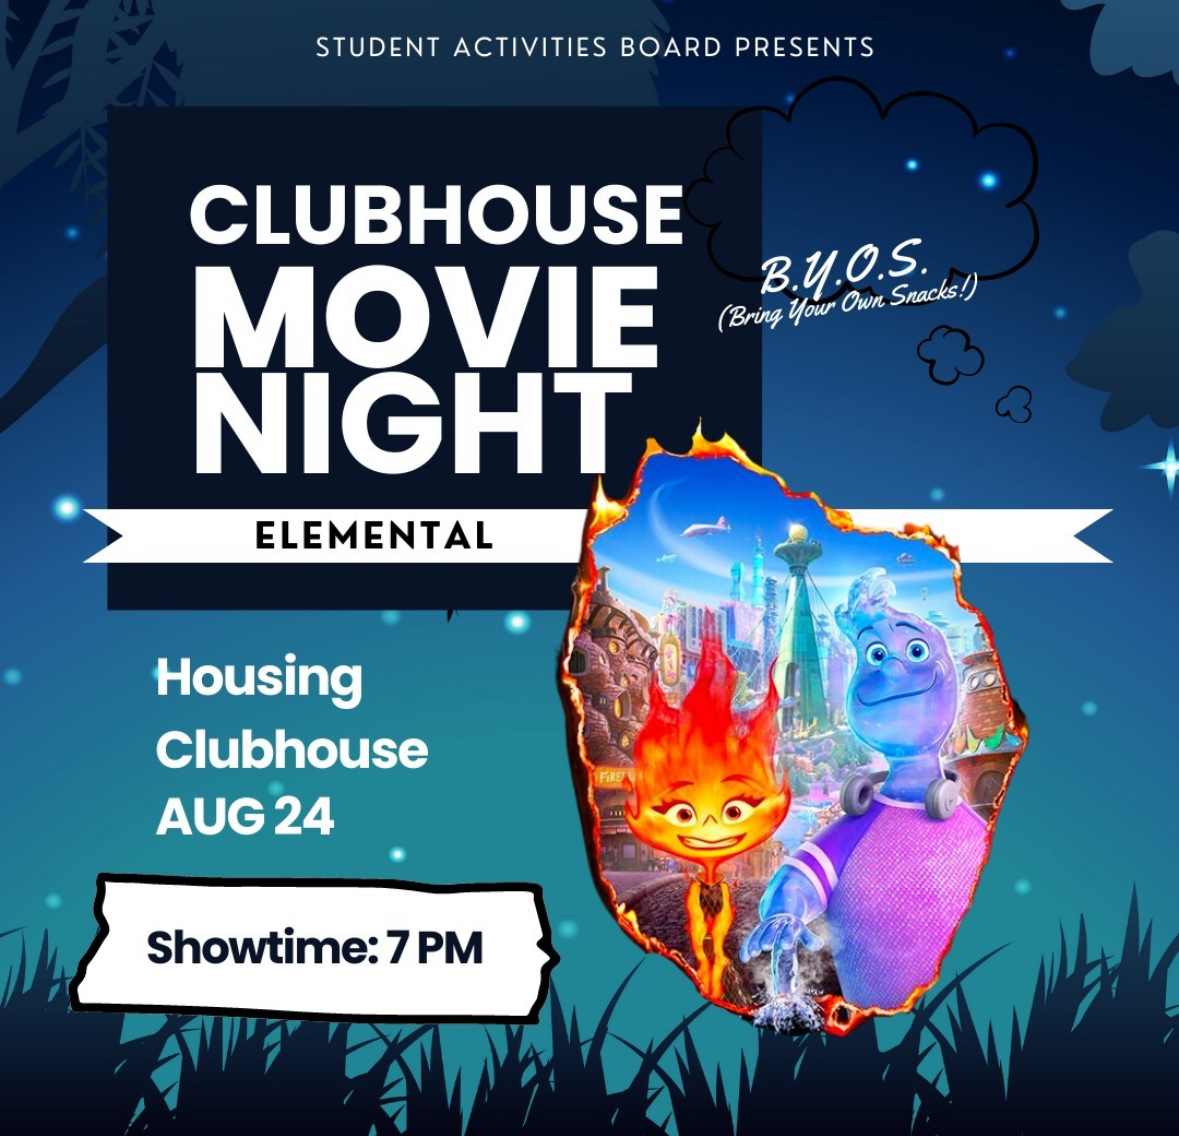 STUDENT ACTIVITIES BOARD PRESENTS
CLUBHOUSE
MOVIE
NIGHT
B.Y.O.S.
(Bring Your Own Snacks!)
ELEMENTAL
Housing
Clubhouse
AUG 24
Showtime: 7 PM